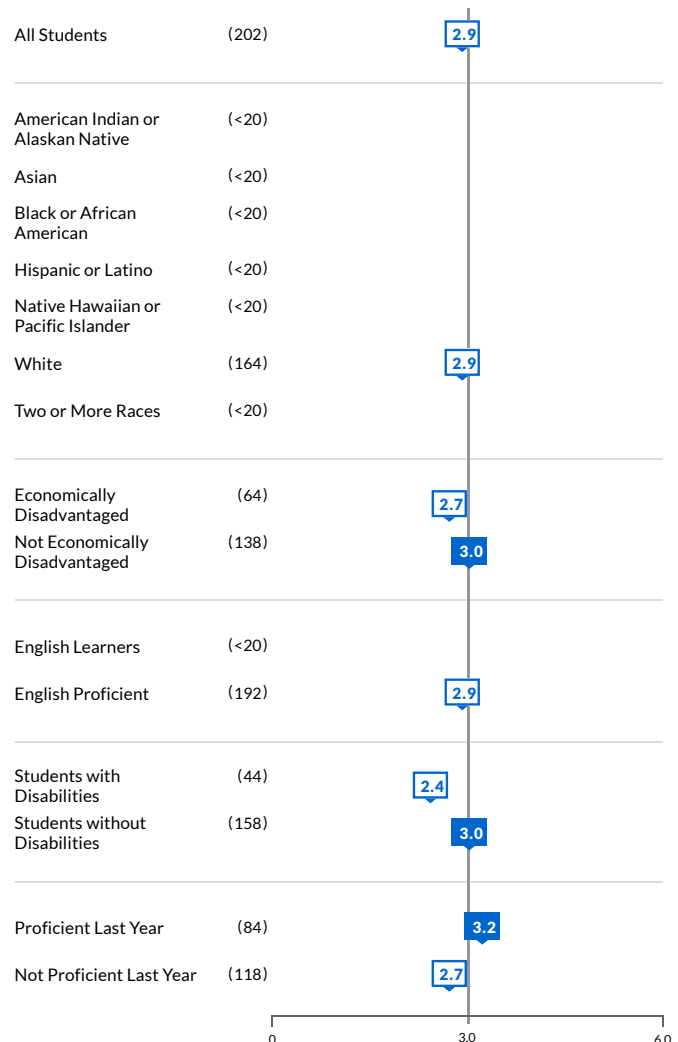 All Students (202) 2.9
American Indian or (<20)
Alaskan Native
Asian (<20)
Black or African (<20)
American
Hispanic or Latino (<20)
Native Hawaiian or (<20)
Pacific Islander
White (164) 2.9
Two or More Races (<20)
Economically (64) 2.7
Disadvantaged
Not Economically (138) 3.0
Disadvantaged
English Learners (<20)
English Proficient (192) 2.9
Students with (44) 2.4
Disabilities
Students without (158) 3.0
Disabilities
Proficient Last Year (84) 3.2
Not Proficient Last Year (118) 2.7
0 3.0 6.0